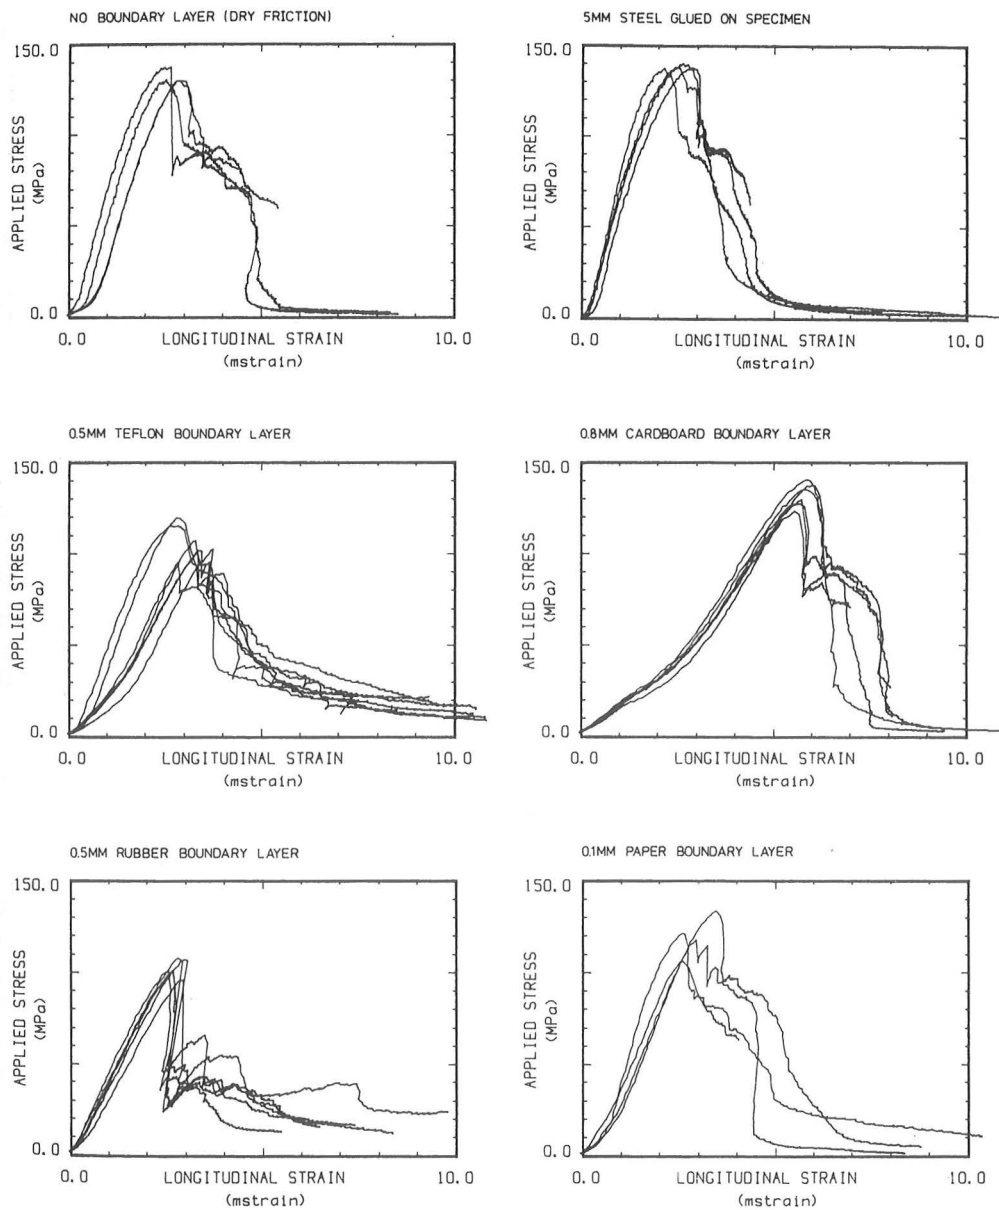 NO BOUNDARY LAYER (DRY FRICTION)
150.0
APPLIED STRESS
(MPa)
0.0
0.0 LONGITUDINAL STRAIN 10.0
(mstrain)
5MM STEEL GLUED ON SPECIMEN
150.0
APPLIED STRESS
(MPa)
0.0
0.0 LONGITUDINAL STRAIN 10.0
(mstrain)
0.5MM TEFLON BOUNDARY LAYER
150.0
APPLIED STRESS
(MPa)
0.0
0.0 LONGITUDINAL STRAIN 10.0
(mstrain)
0.8MM CARDBOARD BOUNDARY LAYER
150.0
APPLIED STRESS
(MPa)
0.0
0.0 LONGITUDINAL STRAIN 10.0
(mstrain)
0.5MM RUBBER BOUNDARY LAYER
150.0
APPLIED STRESS
(MPa)
0.0
0.0 LONGITUDINAL STRAIN 10.0
(mstrain)
0.1MM PAPER BOUNDARY LAYER
150.0
APPLIED STRESS
(MPa)
0.0
0.0 LONGITUDINAL STRAIN 10.0
(mstrain)